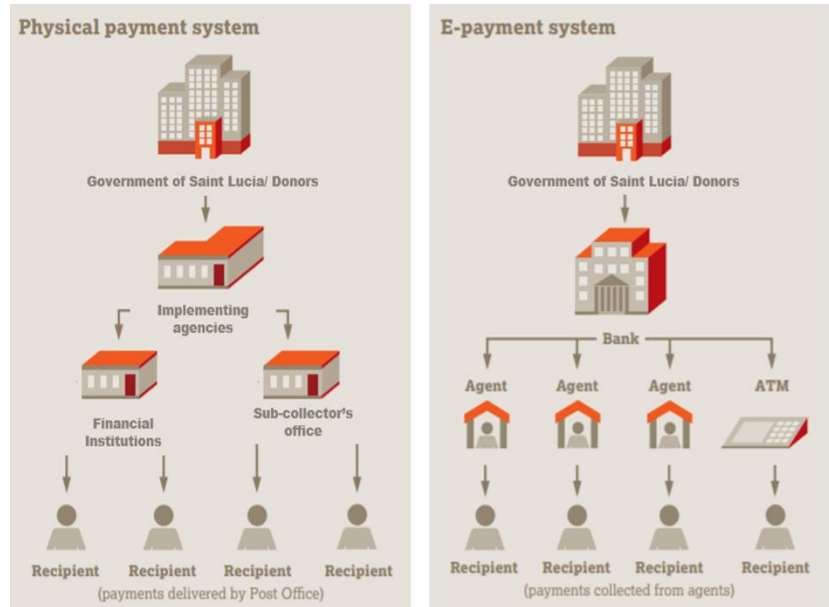 Physical payment system
Government of Saint Lucia/ Donors
Implementing
agencies
Financial
Institutions
Sub-collector's
office
Recipient Recipient Recipient Recipient
(payments delivered by Post Office)
E-payment system
Government of Saint Lucia/ Donors
Bank
Agent Agent Agent ATM
Recipient Recipient Recipient Recipient
(payments collected from agents)